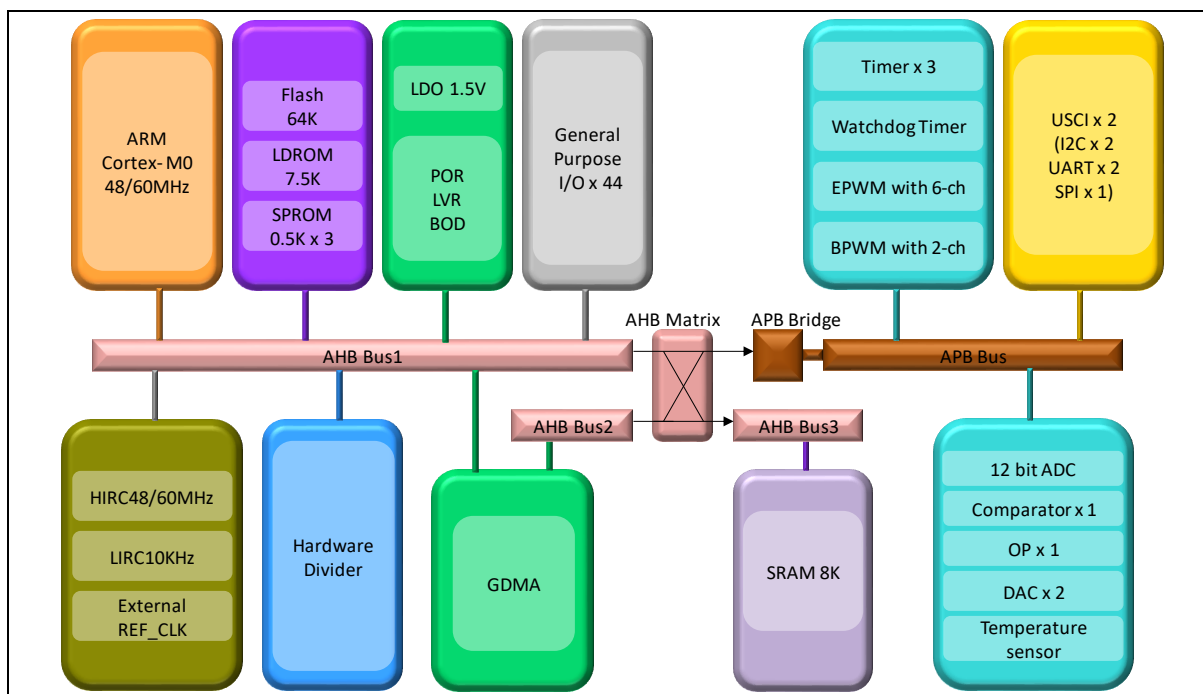 ARM
Cortex- M0
48/60MHz
Flash
64K
LDROM
7.5K
SPROM
0.5K x 3
LDO 1.5V
POR
LVR
BOD
General
Purpose
I/O x 44
Timer x 3
Watchdog Timer
EPWM with 6-ch
BPWM with 2-ch
USCI x 2
(I2C x 2
UART x 2
SPI x 1)
AHB Matrix
APB Bridge
AHB Bus1
APB Bus
AHB Bus2
AHB Bus3
HIRC48/60MHz
LIRC10KHz
External
REF_CLK
Hardware
Divider
GDMA
SRAM 8K
12 bit ADC
Comparator x 1
OP x 1
DAC x 2
Temperature
sensor